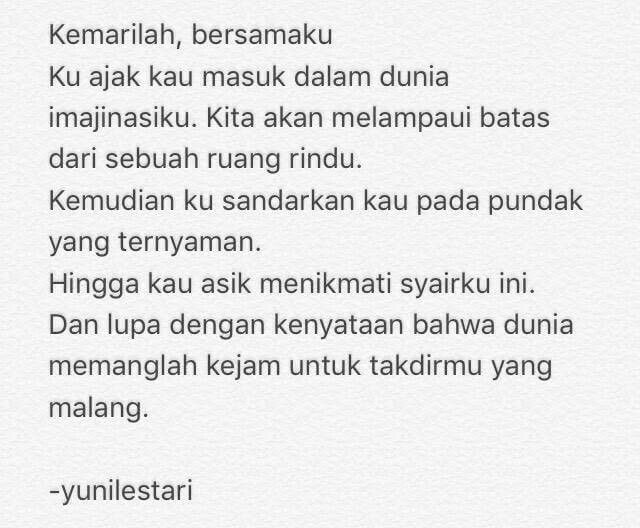 Kemarilah, bersamaku
Ku ajak kau masuk dalam dunia
imajinasiku. Kita akan melampaui batas
dari sebuah ruang rindu.
Kemudian ku sandarkan kau pada pundak
yang ternyaman.
Hingga kau asik menikmati syairku ini.
Dan lupa dengan kenyataan bahwa dunia
memanglah kejam untuk takdirmu yang
malang.
-yunilestari